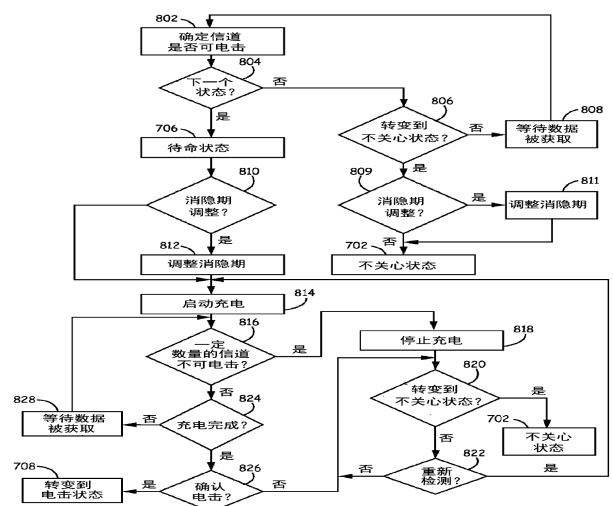 802
确定信道
是否可电击
804
下一个
状态？
否
是
806
转变到
不关心状态？
否
808
等待数据
被获取
706
待命状态
是
810
消隐期
调整？
809
消隐期
调整？
是
811
调整消隐期
否
是
812
调整消隐期
702
不关心状态
启动充电
814
816
一定
数量的信道
不可电击？
是
停止充电
818
否
820
转变到
不关心状态？
是
828
等待数据
被获取
否
824
充电完成？
702
不关心
状态
否
是
708
转变到
电击状态
是
826
确认
电击？
否
否
822
重新
检测？
是